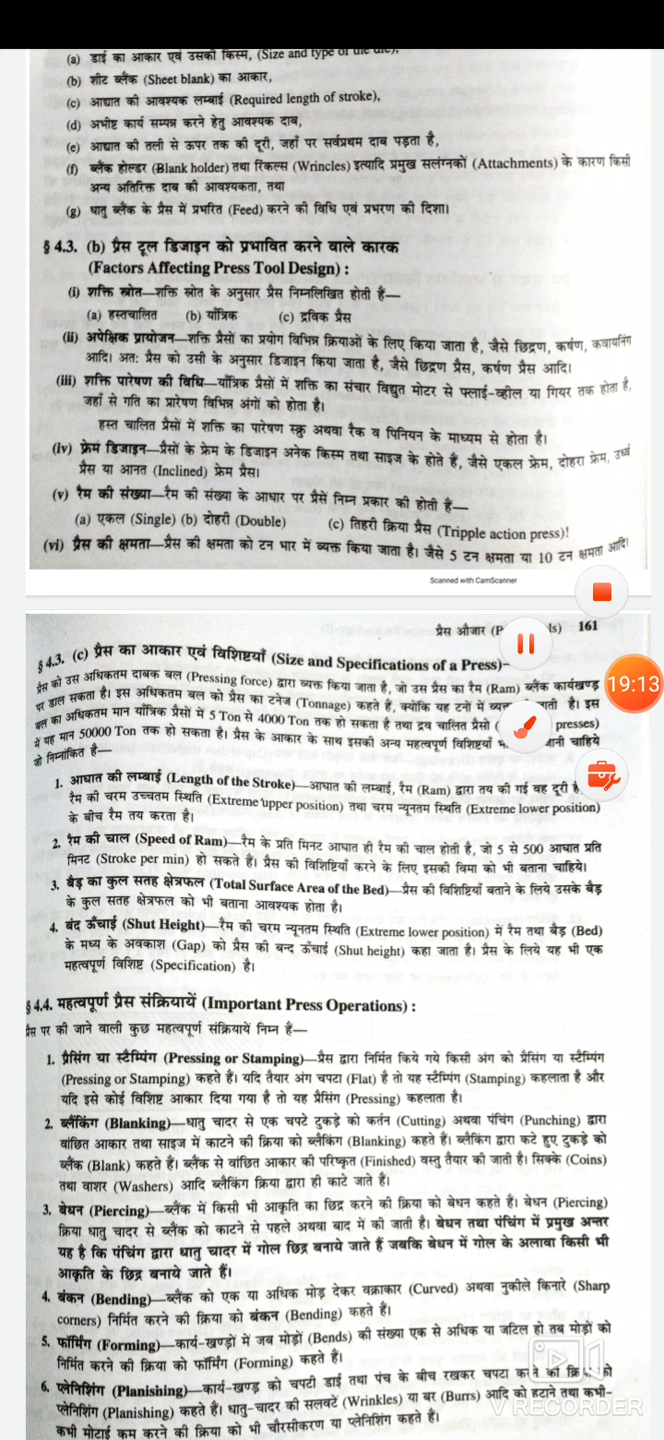 (a) डाई का आकार एवं उसकी किस्म, (Size and type of the die),
(b) शीट ब्लैंक (Sheet blank) का आकार,
(c) आघात की आवश्यक लम्बाई (Required length of stroke),
(d) अभीष्ट कार्य सम्पन्न करने हेतु आवश्यक दाब,
(e) आघात की तली से ऊपर तक की दूरी, जहाँ पर सर्वप्रथम दाब पड़ता है,
(f) ब्लैंक होल्डर (Blank holder) तथा रिंकल्स (Wrincles) इत्यादि प्रमुख सलंग्नकों (Attachments) के कारण किसी
अन्य अतिरिक्त दाब की आवश्यकता, तथा
(g) धातु ब्लैंक के प्रैस में प्रभरित (Feed) करने की विधि एवं प्रभरण की दिशा।
§ 4.3. (b) प्रैस टूल डिजाइन को प्रभावित करने वाले कारक
(Factors Affecting Press Tool Design) :
(i) शक्ति स्रोत—शक्ति स्रोत के अनुसार प्रैस निम्नलिखित होती हैं—
(a) हस्तचालित (b) याँत्रिक (c) द्रविक प्रैस
(ii) अपेक्षिक प्रायोजन—शक्ति प्रैसों का प्रयोग विभिन्न क्रियाओं के लिए किया जाता है, जैसे छिद्रण, कर्षण, क्वायनिंग
आदि। अतः प्रैस को उसी के अनुसार डिजाइन किया जाता है, जैसे छिद्रण प्रैस, कर्षण प्रैस आदि।
(iii) शक्ति पारेषण की विधि—याँत्रिक प्रैसों में शक्ति का संचार विद्युत मोटर से फ्लाई-व्हील या गियर तक होता है,
जहाँ से गति का प्रारेषण विभिन्न अंगों को होता है।
हस्त चालित प्रैसों में शक्ति का पारेषण स्क्रु अथवा रैक व पिनियन के माध्यम से होता है।
(iv) फ्रेम डिजाइन—प्रैसों के फ्रेम के डिजाइन अनेक किस्म तथा साइज के होते हैं, जैसे एकल फ्रेम, दोहरा फ्रेम, उर्ध्व
प्रैस या आनत (Inclined) फ्रेम प्रैस।
(v) रैम की संख्या—रैम की संख्या के आधार पर प्रैसे निम्न प्रकार की होती हैं—
(a) एकल (Single) (b) दोहरी (Double) (c) तिहरी क्रिया प्रैस (Tripple action press)!
(vi) प्रैस की क्षमता—प्रैस की क्षमता को टन भार में व्यक्त किया जाता है। जैसे 5 टन क्षमता या 10 टन क्षमता आदि।
Scanned with CamScanner
प्रैस औजार (P ls) 161
§ 4.3. (c) प्रैस का आकार एवं विशिष्टयाँ (Size and Specifications of a Press)–
प्रैस को उस अधिकतम दाबक बल (Pressing force) द्वारा व्यक्त किया जाता है, जो उस प्रैस का रैम (Ram) ब्लैंक कार्यखण्ड
पर डाल सकता है। इस अधिकतम बल को प्रैस का टनेज (Tonnage) कहते हैं, क्योंकि यह टनों में व्यक्त ाती है। इस
बल का अधिकतम मान याँत्रिक प्रैसों में 5 Ton से 4000 Ton तक हो सकता है तथा द्रव चालित प्रैसो ( presses)
में यह मान 50000 Ton तक हो सकता है। प्रैस के आकार के साथ इसकी अन्य महत्वपूर्ण विशिष्टयाँ भ ानी चाहिये
जो निम्नांकित है—
19:13
1. आघात की लम्बाई (Length of the Stroke)—आघात की लम्बाई, रैम (Ram) द्वारा तय की गई वह दूरी है,
रैम की चरम उच्चतम स्थिति (Extreme upper position) तथा चरम न्यूनतम स्थिति (Extreme lower position)
के बीच रैम तय करता है।
2. रैम की चाल (Speed of Ram)—रैम के प्रति मिनट आघात ही रैम की चाल होती है, जो 5 से 500 आघात प्रति
मिनट (Stroke per min) हो सकते हैं। प्रैस की विशिष्टियाँ करने के लिए इसकी विमा को भी बताना चाहिये।
3. बैड़ का कुल सतह क्षेत्रफल (Total Surface Area of the Bed)—प्रैस की विशिष्टियाँ बताने के लिये उसके बैड़
के कुल सतह क्षेत्रफल को भी बताना आवश्यक होता है।
4. बंद ऊँचाई (Shut Height)—रैम की चरम न्यूनतम स्थिति (Extreme lower position) मे रैम तथा बैड़ (Bed)
के मध्य के अवकाश (Gap) को प्रैस की बन्द ऊँचाई (Shut height) कहा जाता है। प्रैस के लिये यह भी एक
महत्वपूर्ण विशिष्ट (Specification) है।
§ 4.4. महत्वपूर्ण प्रैस संक्रियायें (Important Press Operations) :
प्रैस पर की जाने वाली कुछ महत्वपूर्ण संक्रियायें निम्न हैं—
1. प्रैसिंग या स्टैम्पिंग (Pressing or Stamping)—प्रैस द्वारा निर्मित किये गये किसी अंग को प्रैसिंग या स्टैम्पिंग
(Pressing or Stamping) कहते हैं। यदि तैयार अंग चपटा (Flat) है तो यह स्टैम्पिंग (Stamping) कहलाता है और
यदि इसे कोई विशिष्ट आकार दिया गया है तो यह प्रैसिंग (Pressing) कहलाता है।
2. ब्लैंकिंग (Blanking)—धातु चादर से एक चपटे टुकड़े को कर्तन (Cutting) अथवा पंचिंग (Punching) द्वारा
वांछित आकार तथा साइज में काटने की क्रिया को ब्लैकिंग (Blanking) कहते हैं। ब्लैकिंग द्वारा कटे हुए टुकड़े को
ब्लैंक (Blank) कहते हैं। ब्लैंक से वांछित आकार की परिष्कृत (Finished) वस्तु तैयार की जाती है। सिक्के (Coins)
तथा वाशर (Washers) आदि ब्लैकिंग क्रिया द्वारा ही काटे जाते हैं।
3. बेधन (Piercing)—ब्लैंक में किसी भी आकृति का छिद्र करने की क्रिया को बेधन कहते हैं। बेधन (Piercing)
क्रिया धातु चादर से ब्लैंक को काटने से पहले अथवा बाद में की जाती है। बेधन तथा पंचिंग में प्रमुख अन्तर
यह है कि पंचिंग द्वारा धातु चादर में गोल छिद्र बनाये जाते हैं जबकि बेधन में गोल के अलावा किसी भी
आकृति के छिद्र बनाये जाते हैं।
4. बंकन (Bending)—ब्लैंक को एक या अधिक मोड़ देकर वक्राकार (Curved) अथवा नुकीले किनारे (Sharp
corners) निर्मित करने की क्रिया को बंकन (Bending) कहते हैं।
5. फॉर्मिंग (Forming)—कार्य-खण्डों में जब मोड़ों (Bends) की संख्या एक से अधिक या जटिल हो तब मोड़ों को
निर्मित करने की क्रिया को फॉर्मिंग (Forming) कहते हैं।
6. प्लेनिशिंग (Planishing)—कार्य-खण्ड को चपटी डाई तथा पंच के बीच रखकर चपटा करने की क्रिया को
प्लेनिशिंग (Planishing) कहते हैं। धातु-चादर की सलवटें (Wrinkles) या बर (Burrs) आदि को हटाने तथा कभी-
कभी मोटाई कम करने की क्रिया को भी चौरसीकरण या प्लेनिशिंग कहते हैं।
V RECORDER